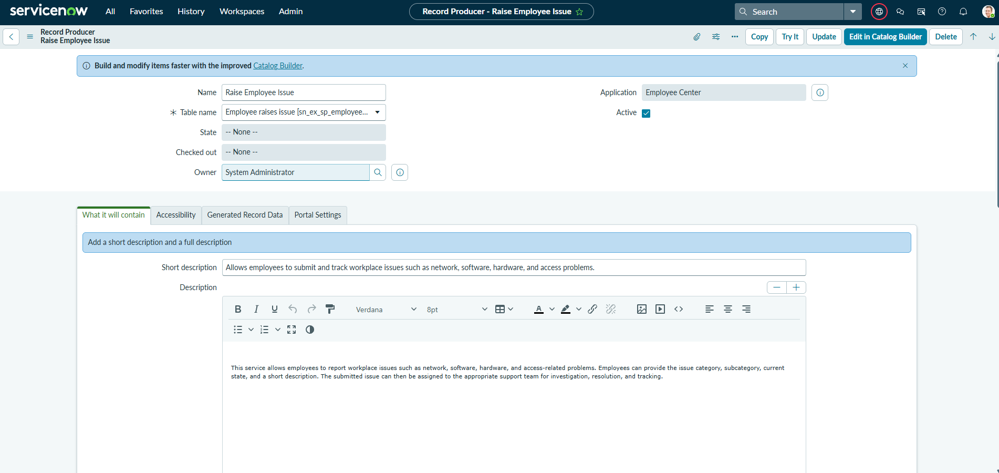 servicenow All Favorites History Workspaces Admin Record Producer - Raise Employee Issue Search
Record Producer
Raise Employee Issue
Copy Try It Update Edit in Catalog Builder Delete
Build and modify items faster with the improved Catalog Builder.
Name Raise Employee Issue Application Employee Center
Table name Employee raises issue [sn_ex_sp_employee... Active
State -- None --
Checked out -- None --
Owner System Administrator
What it will contain Accessibility Generated Record Data Portal Settings
Add a short description and a full description
Short description Allows employees to submit and track workplace issues such as network, software, hardware, and access problems.
Description
B I U Verdana 8pt A
This service allows employees to report workplace issues such as network, software, hardware, and access-related problems. Employees can provide the issue category, subcategory, current
state, and a short description. The submitted issue can then be assigned to the appropriate support team for investigation, resolution, and tracking.